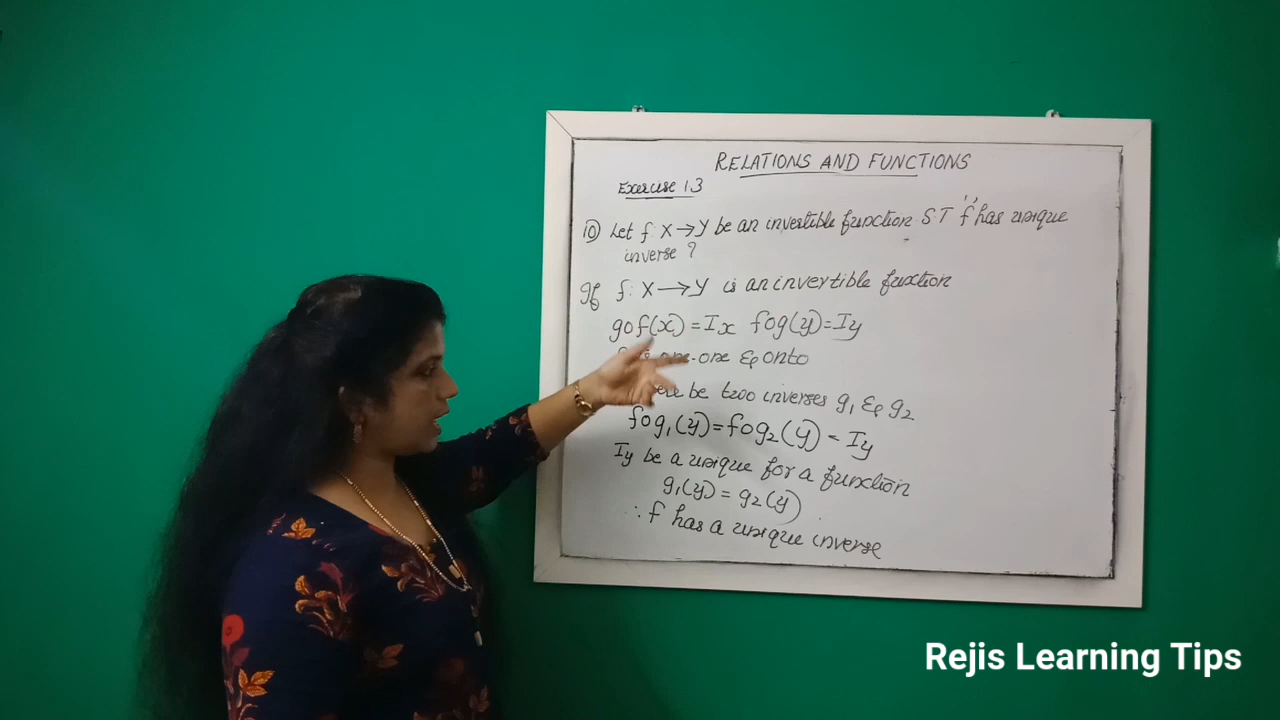 RELATIONS AND FUNCTIONS
Exercise 1.3
10) Let f X→Y be an invertible function ST 'f' has unique
inverse ?
If f: X→Y is an invertible function
gof(x) = Ix fog(y)=Iy
one-one & onto
be two inverses g1 & g2
fog1(y) = fog2(y) = Iy
Iy be a unique for a function
g1(y) = g2(y)
∴ f has a unique inverse
Rejis Learning Tips